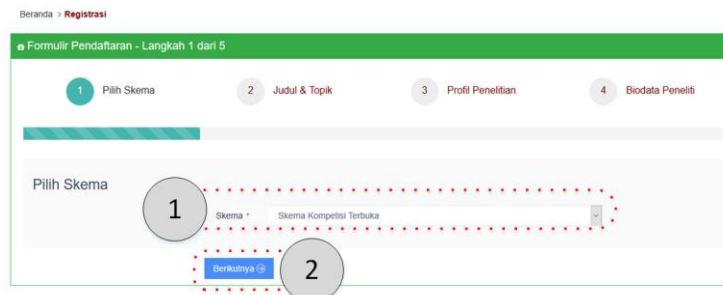 Beranda > Registrasi
Formulir Pendaftaran - Langkah 1 dari 5
1 Pilih Skema 2 Judul & Topik 3 Profil Penelitian 4 Biodata Peneliti
Pilih Skema
1
Skema * Skema Kompetisi Terbuka
Berikutnya
2